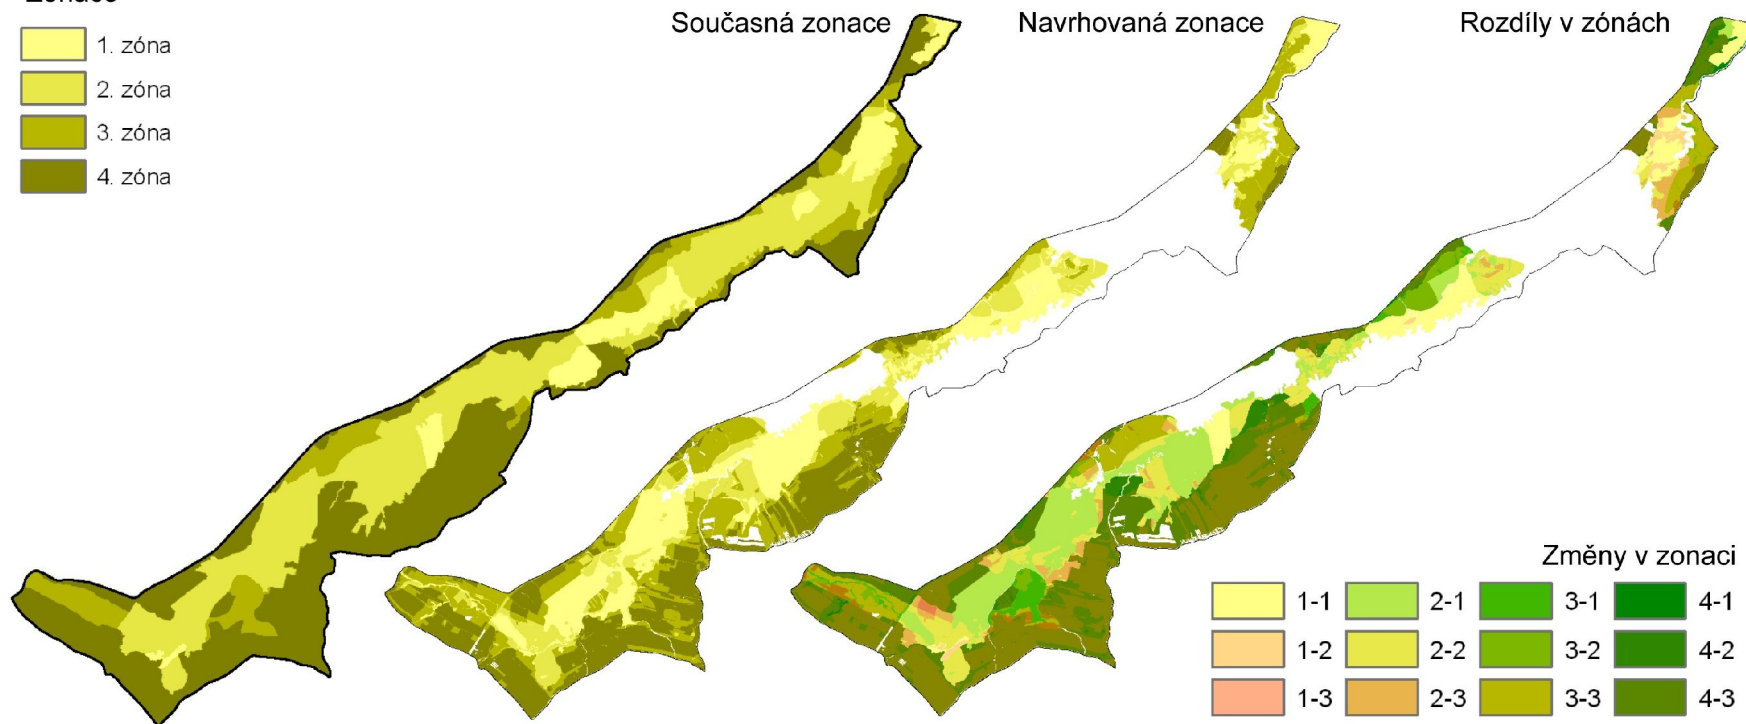 Zonace
1. zóna
2. zóna
3. zóna
4. zóna
Současná zonace
Navrhovaná zonace
Rozdíly v zónách
Změny v zonaci
1-1 2-1 3-1 4-1
1-2 2-2 3-2 4-2
1-3 2-3 3-3 4-3